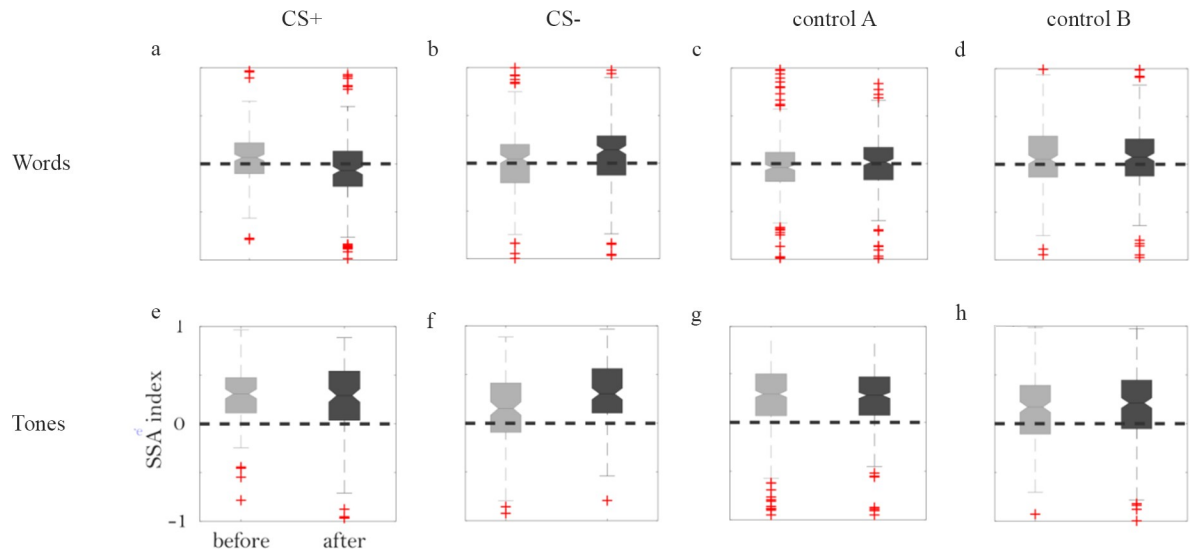 CS+ CS- control A control B
a b c d
Words
e f g h
1
SSA index
0
Tones
-1
before after